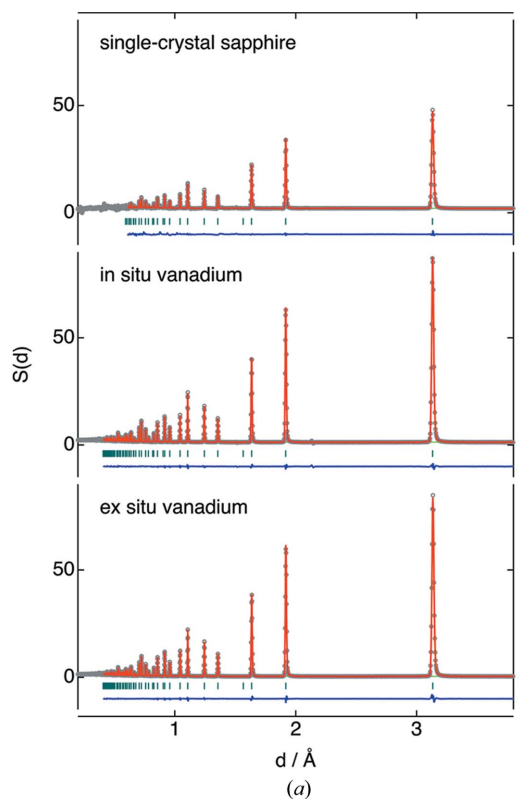 single-crystal sapphire
50
0
in situ vanadium
50
S(d)
0
ex situ vanadium
50
0
1 2 3
d / Å
(a)